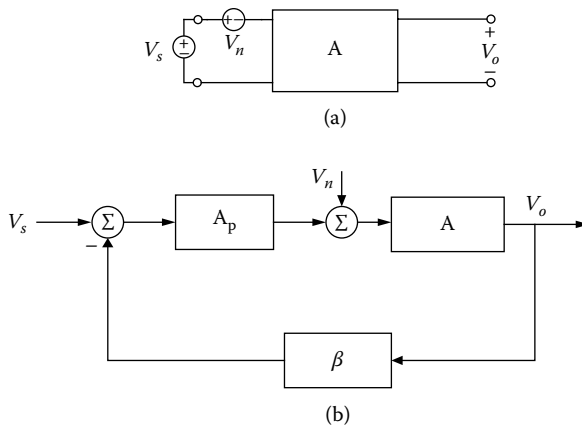 V_s
+
−
+−
V_n
A
+
V_o
−
(a)
V_n
V_s
Σ
−
A_p
Σ
A
V_o
β
(b)